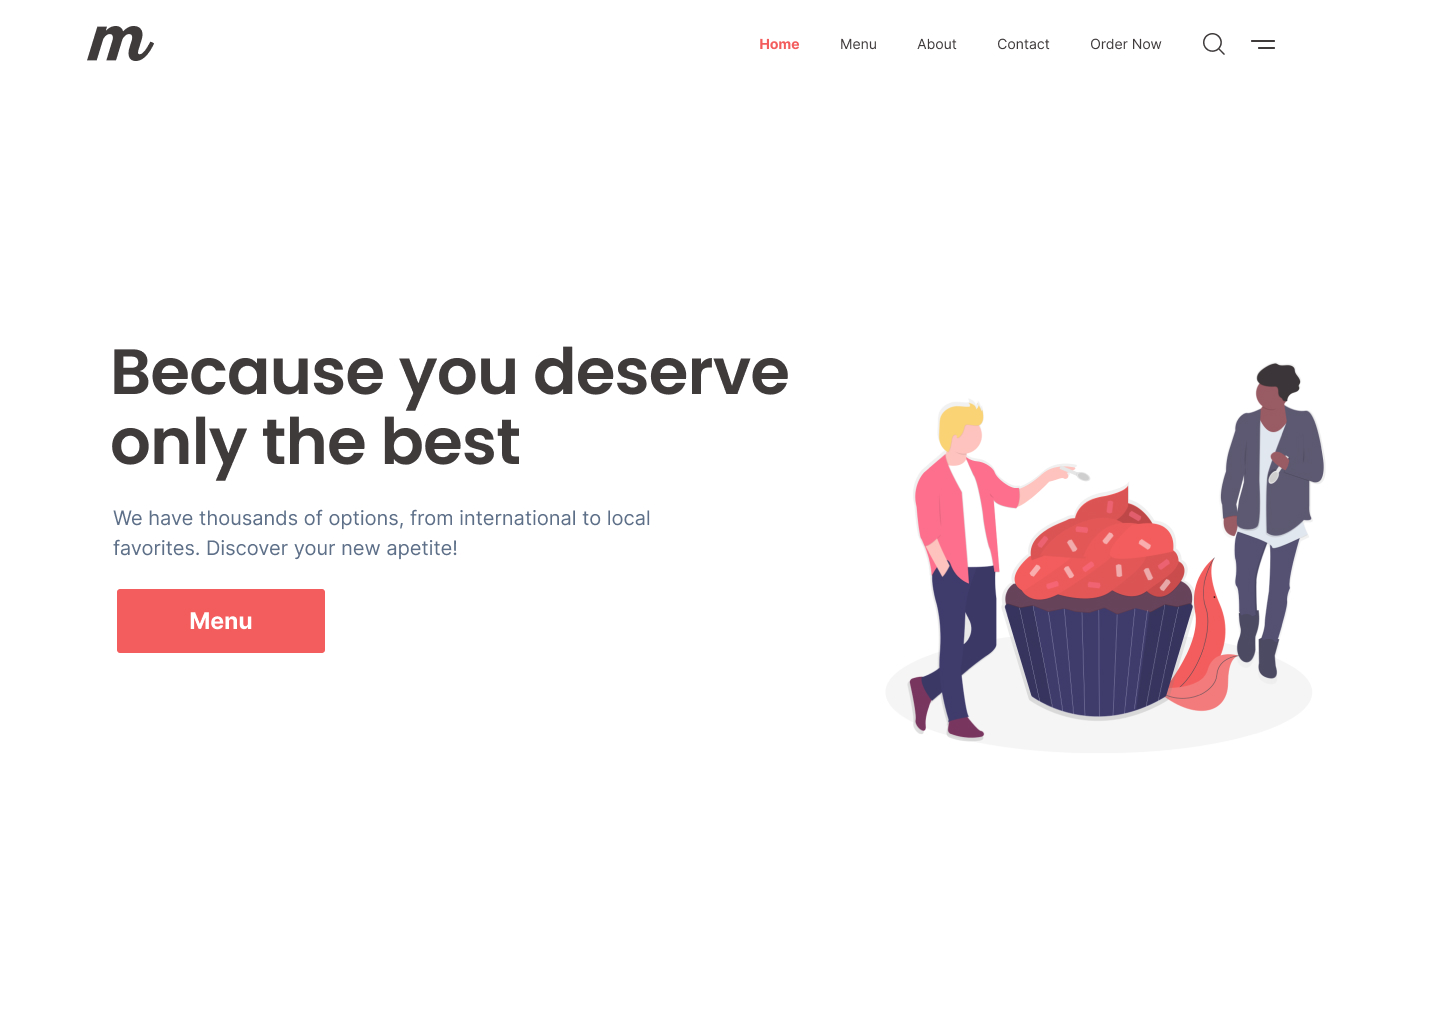 m
Home Menu About Contact Order Now
Because you deserve
only the best
We have thousands of options, from international to local
favorites. Discover your new apetite!
Menu